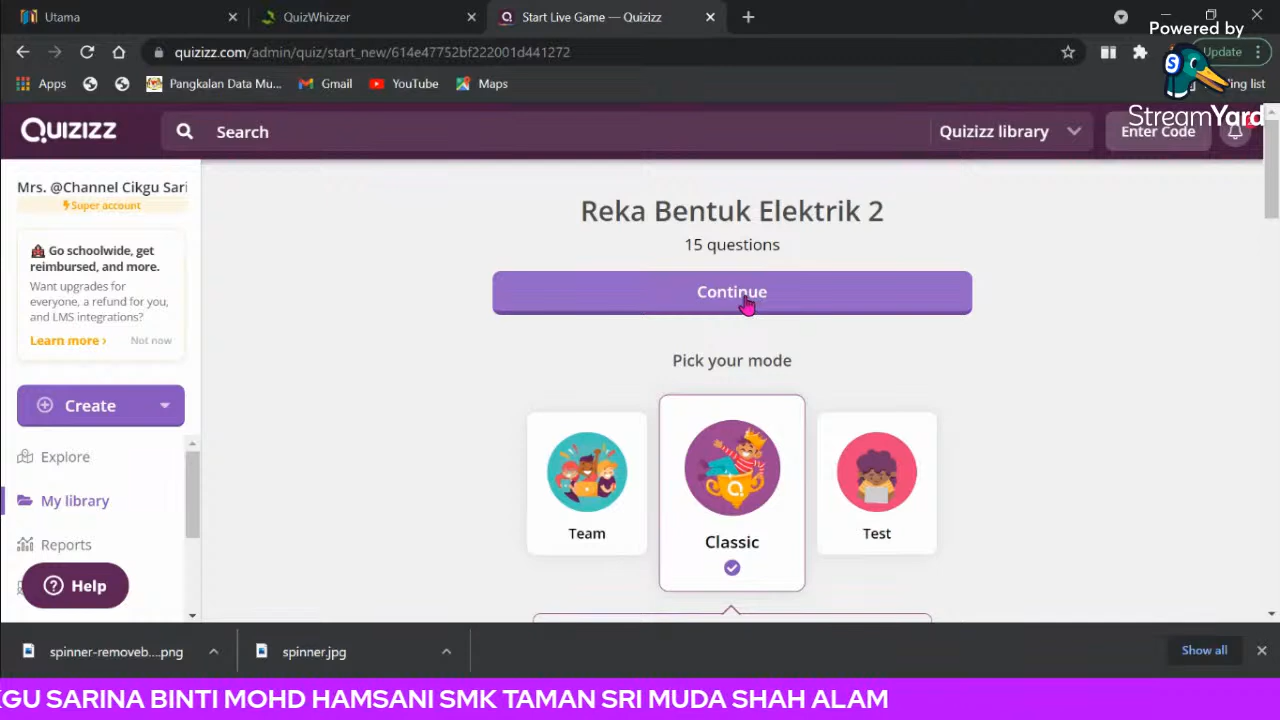 Utama
QuizWhizzer
Start Live Game — Quizizz
Powered by
StreamYard
quizizz.com/admin/quiz/start_new/614e47752bf222001d441272
Update
Apps
Pangkalan Data Mu...
Gmail
YouTube
Maps
ng list
QUIZIZZ
Search
Quizizz library
Enter Code
Mrs. @Channel Cikgu Sari
Super account
Go schoolwide, get
reimbursed, and more.
Want upgrades for
everyone, a refund for you,
and LMS integrations?
Learn more ›
Not now
Create
Explore
My library
Reports
Help
Reka Bentuk Elektrik 2
15 questions
Continue
Pick your mode
Team
Classic
Test
spinner-removeb....png
spinner.jpg
Show all
KGU SARINA BINTI MOHD HAMSANI SMK TAMAN SRI MUDA SHAH ALAM